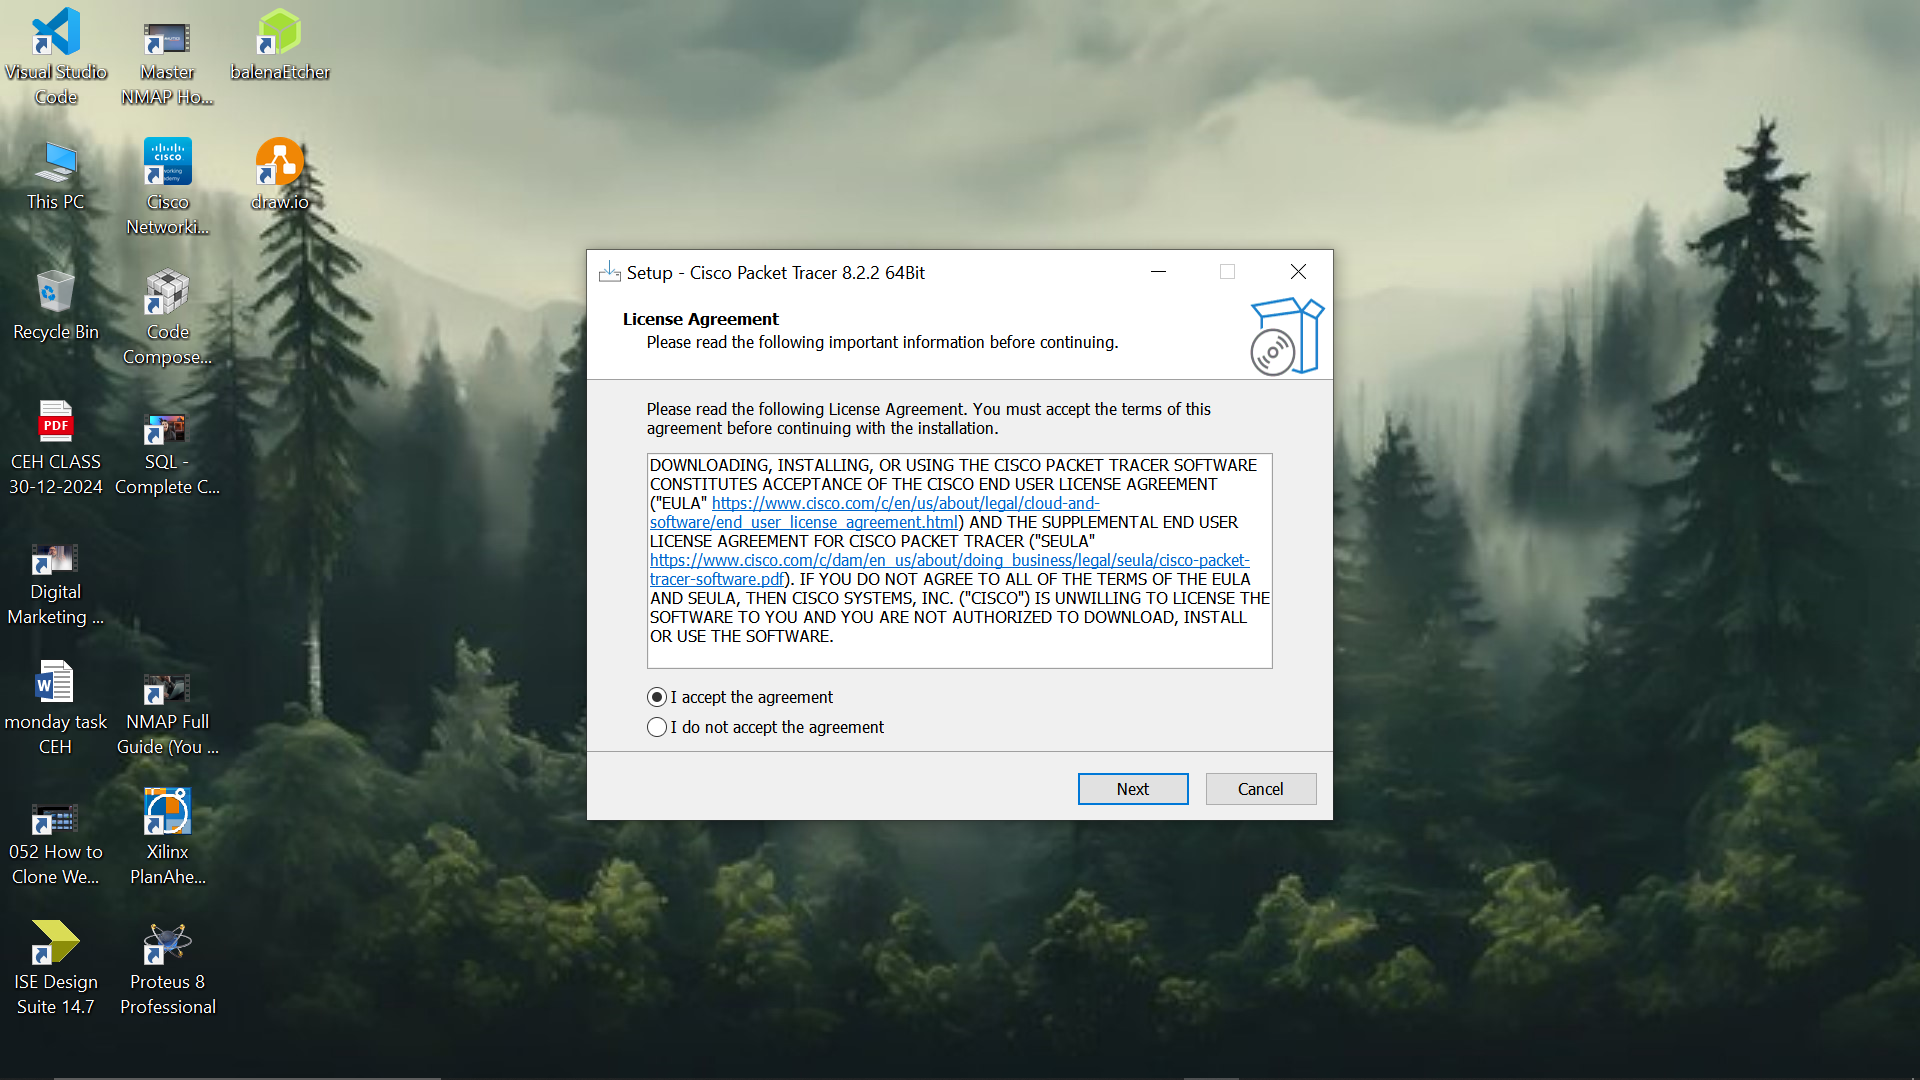 Visual Studio
Code
Master
NMAP Ho...
balenaEtcher
This PC
CISCO
Cisco
Networki...
draw.io
Recycle Bin
Code
Compose...
PDF
CEH CLASS
30-12-2024
SQL -
Complete C...
Digital
Marketing ...
W
monday task
CEH
NMAP Full
Guide (You ...
052 How to
Clone We...
Xilinx
PlanAhe...
ISE Design
Suite 14.7
Proteus 8
Professional
Setup - Cisco Packet Tracer 8.2.2 64Bit
License Agreement
Please read the following important information before continuing.
Please read the following License Agreement. You must accept the terms of this
agreement before continuing with the installation.
DOWNLOADING, INSTALLING, OR USING THE CISCO PACKET TRACER SOFTWARE
CONSTITUTES ACCEPTANCE OF THE CISCO END USER LICENSE AGREEMENT
("EULA" https://www.cisco.com/c/en/us/about/legal/cloud-and-
software/end_user_license_agreement.html) AND THE SUPPLEMENTAL END USER
LICENSE AGREEMENT FOR CISCO PACKET TRACER ("SEULA"
https://www.cisco.com/c/dam/en_us/about/doing_business/legal/seula/cisco-packet-
tracer-software.pdf). IF YOU DO NOT AGREE TO ALL OF THE TERMS OF THE EULA
AND SEULA, THEN CISCO SYSTEMS, INC. ("CISCO") IS UNWILLING TO LICENSE THE
SOFTWARE TO YOU AND YOU ARE NOT AUTHORIZED TO DOWNLOAD, INSTALL
OR USE THE SOFTWARE.
I accept the agreement
I do not accept the agreement
Next
Cancel